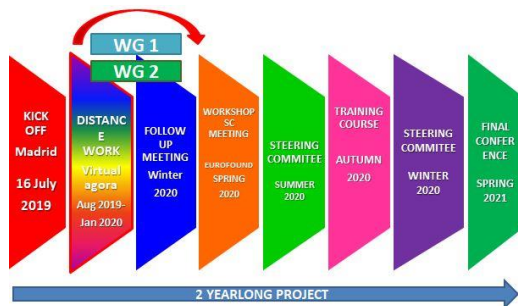 WG 1
WG 2
KICK
OFF
Madrid
16 July
2019
DISTANC
E
WORK
Virtual
agora
Aug 2019-
Jan 2020
FOLLOW
UP
MEETING
Winter
2020
WORKSHOP
SC
MEETING
EUROFOUND
SPRING
2020
STEERING
COMMITEE
SUMMER
2020
TRAINING
COURSE
AUTUMN
2020
STEERING
COMMITEE
WINTER
2020
FINAL
CONFER
ENCE
SPRING
2021
2 YEARLONG PROJECT